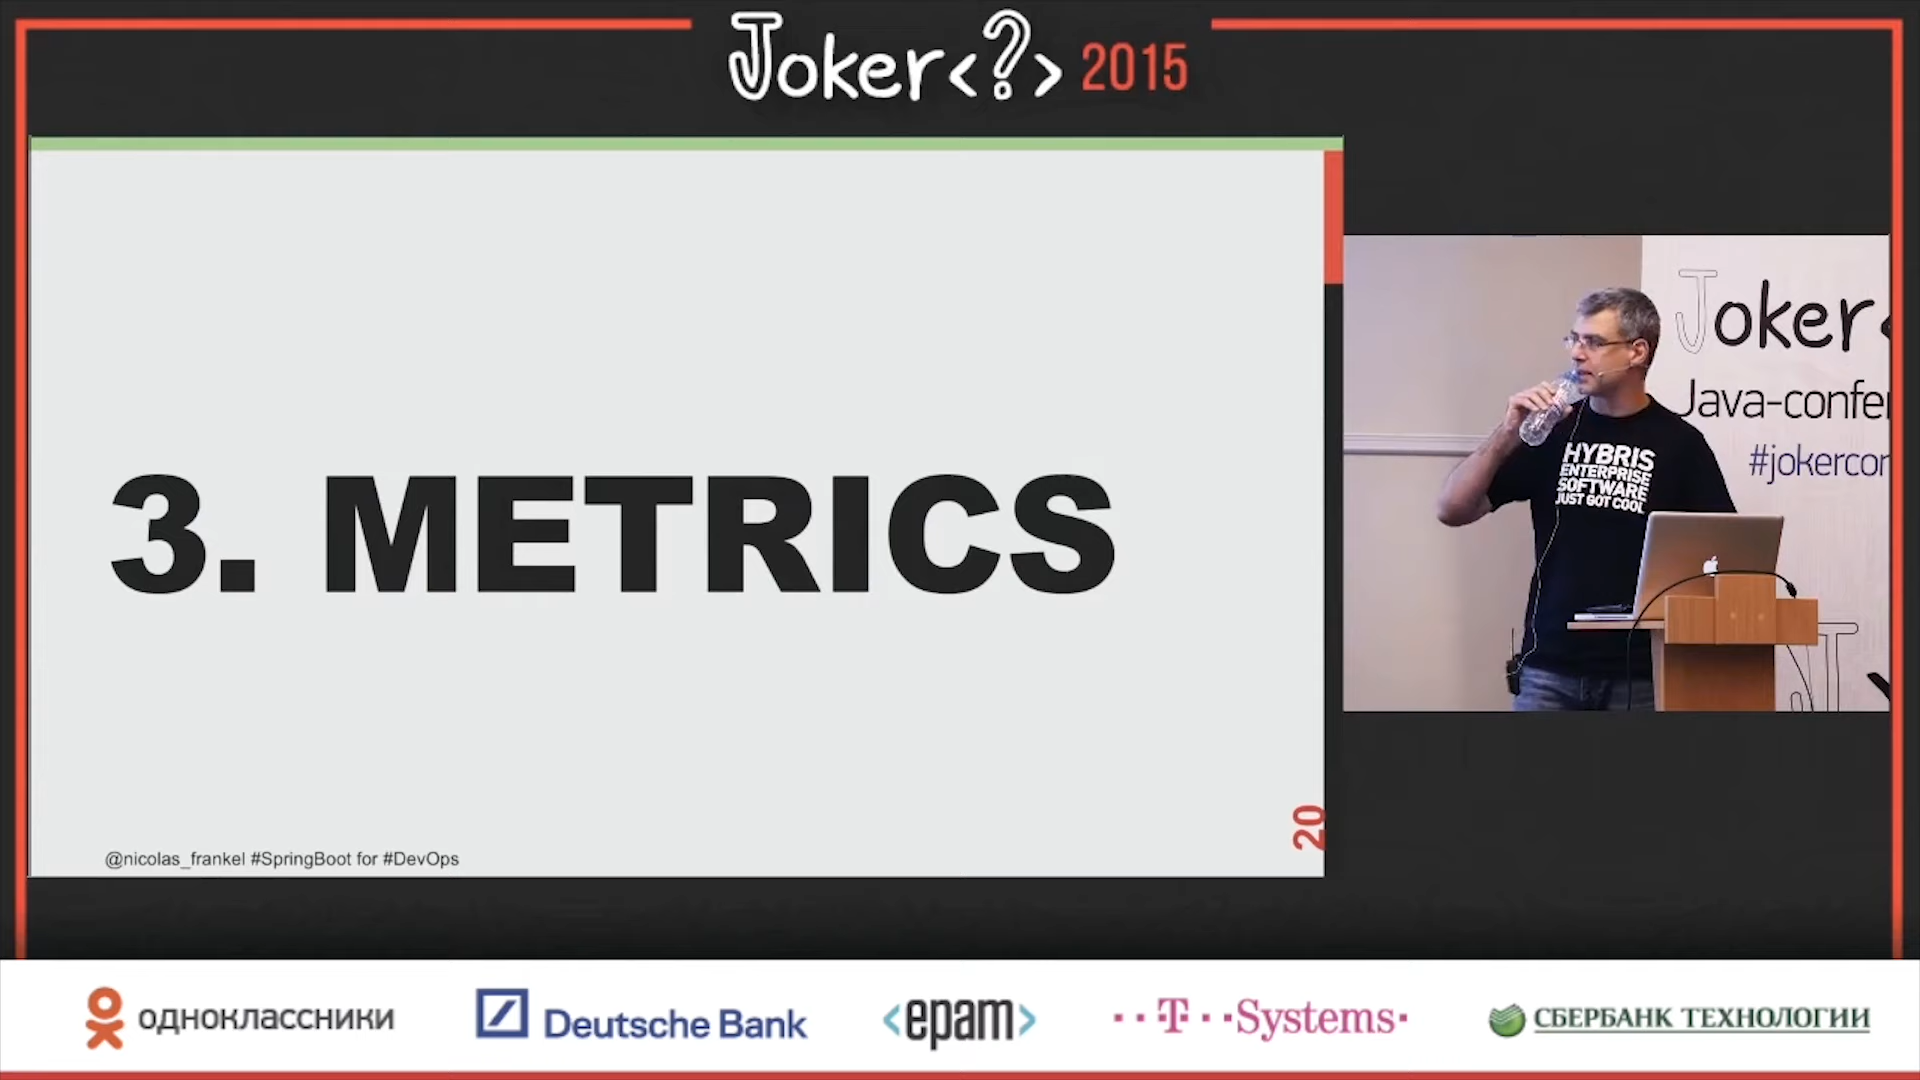 Joker<?> 2015
3. METRICS
@nicolas_frankel #SpringBoot for #DevOps
20
Joker<
Java-confe
#jokercon
HYBRIS
ENTERPRISE
SOFTWARE
JUST GOT COOL
одноклассники
Deutsche Bank
<epam>
T Systems
СБЕРБАНК ТЕХНОЛОГИИ